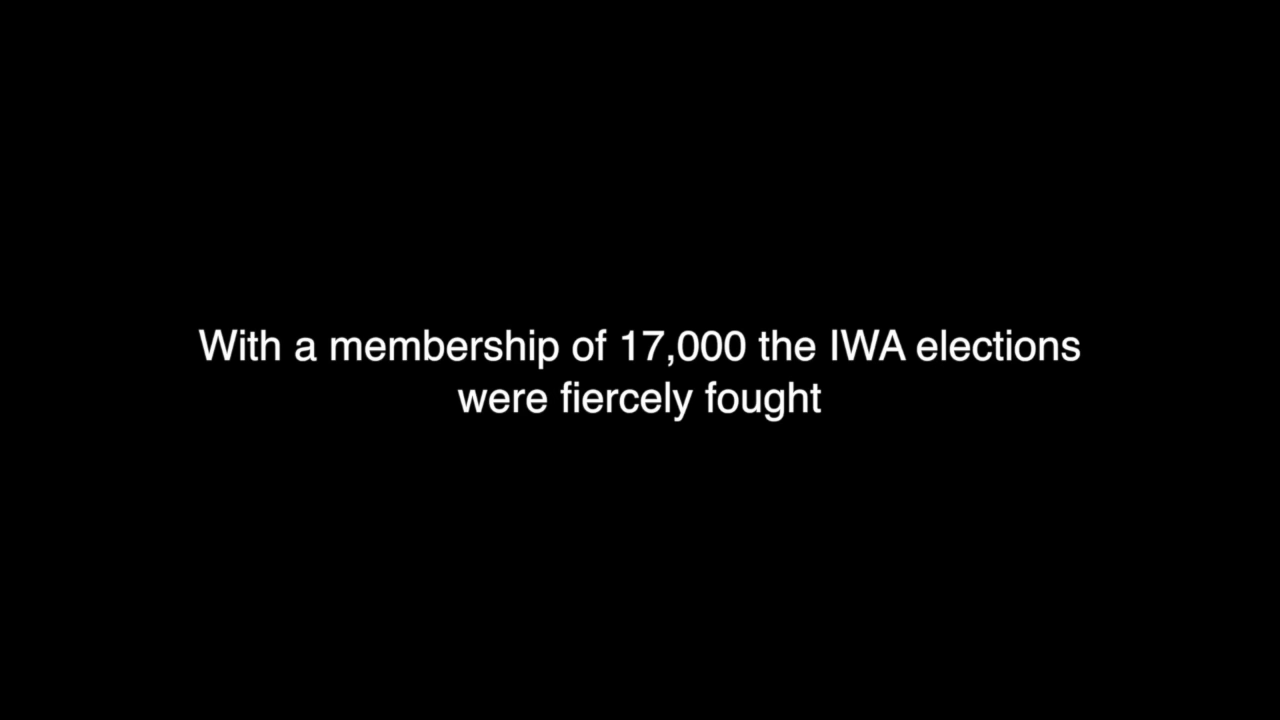 With a membership of 17,000 the IWA elections
were fiercely fought